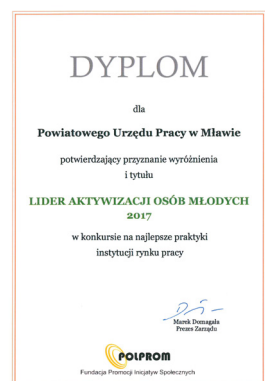 DYPLOM
dla
Powiatowego Urzędu Pracy w Mławie
potwierdzający przyznanie wyróżnienia
i tytułu
LIDER AKTYWIZACJI OSÓB MŁODYCH
2017
w konkursie na najlepsze praktyki
instytucji rynku pracy
Marek Domagała
Prezes Zarządu
POLPROM
Fundacja Promocji Inicjatyw Społecznych